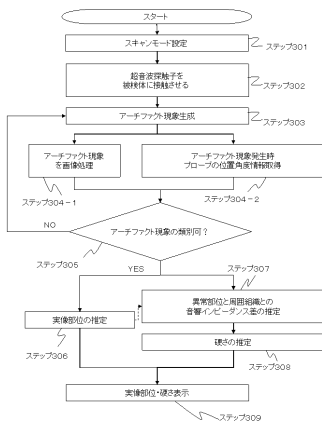 スタート
スキャンモード設定
ステップ301
超音波探触子を
被検体に接触させる
ステップ302
アーチファクト現象生成
ステップ303
アーチファクト現象
を画像処理
アーチファクト現象発生時
プローブの位置角度情報取得
ステップ304-1
ステップ304-2
NO
アーチファクト現象の類別可?
ステップ305
YES
ステップ307
実像部位の推定
異常部位と周囲組織との
音響インピーダンス差の推定
ステップ306
硬さの推定
ステップ308
実像部位・硬さ表示
ステップ309